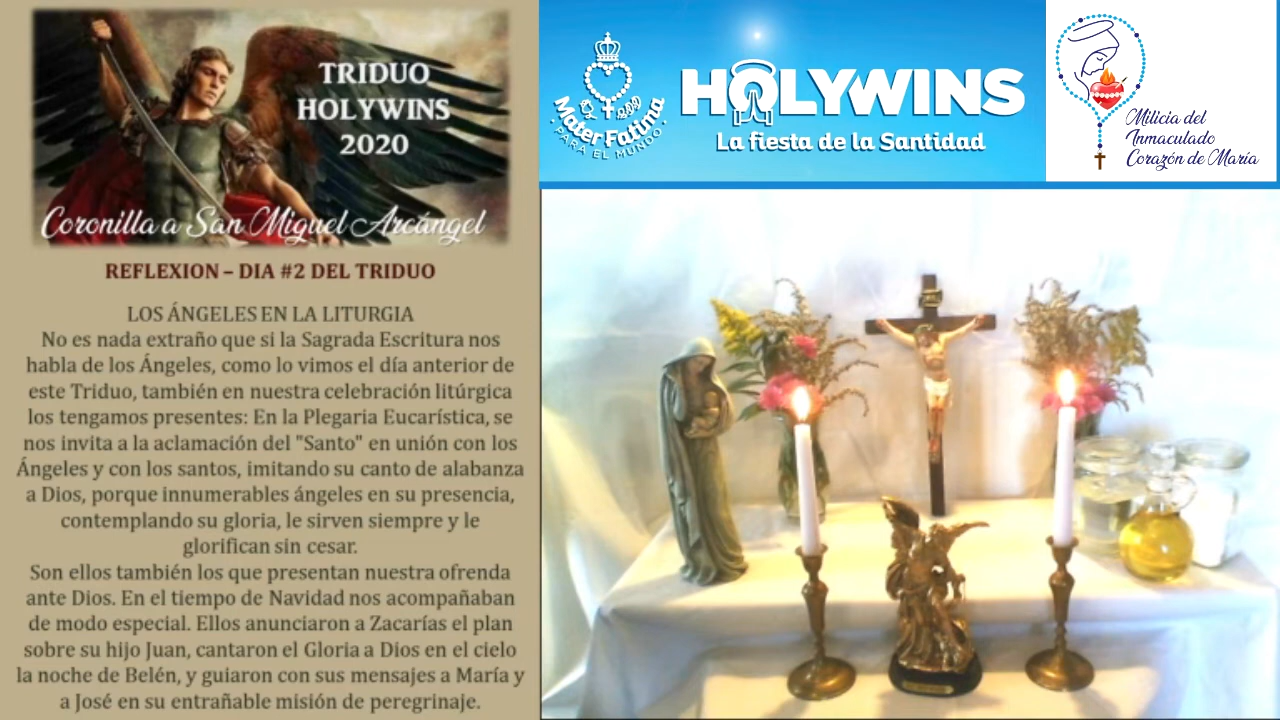 TRIDUO
HOLYWINS
2020
Coronilla a San Miguel Arcángel
REFLEXION – DIA #2 DEL TRIDUO
LOS ÁNGELES EN LA LITURGIA
No es nada extraño que si la Sagrada Escritura nos
habla de los Ángeles, como lo vimos el día anterior de
este Triduo, también en nuestra celebración litúrgica
los tengamos presentes: En la Plegaria Eucarística, se
nos invita a la aclamación del "Santo" en unión con los
Ángeles y con los santos, imitando su canto de alabanza
a Dios, porque innumerables ángeles en su presencia,
contemplando su gloria, le sirven siempre y le
glorifican sin cesar.
Son ellos también los que presentan nuestra ofrenda
ante Dios. En el tiempo de Navidad nos acompañaban
de modo especial. Ellos anunciaron a Zacarías el plan
sobre su hijo Juan, cantaron el Gloria a Dios en el cielo
la noche de Belén, y guiaron con sus mensajes a María y
a José en su entrañable misión de peregrinaje.
Mater Fatima
· PARA EL MUNDO ·
HOLYWINS
La fiesta de la Santidad
Milicia del
Inmaculado
Corazón de María